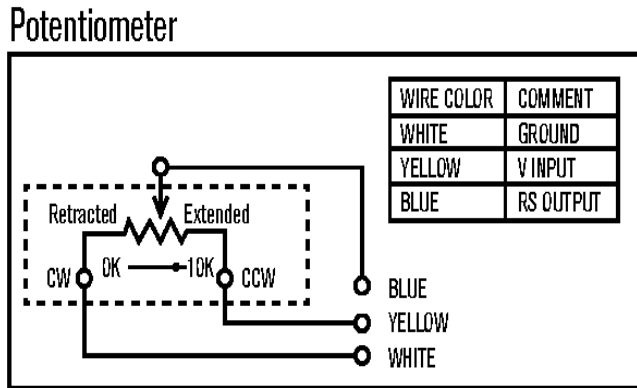 Potentiometer
WIRE COLOR COMMENT
WHITE GROUND
YELLOW V INPUT
BLUE RS OUTPUT
Retracted Extended
CW 0K 10K CCW
BLUE
YELLOW
WHITE